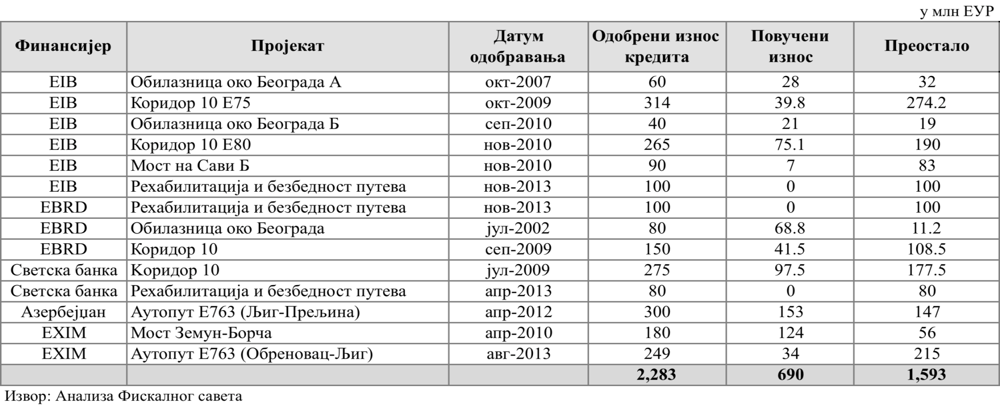 у млн ЕУР
Финансијер Пројекат Датум одобравања Одобрени износ кредита Повучени износ Преостало
EIB Обилазница око Београда А окт-2007 60 28 32
EIB Коридор 10 Е75 окт-2009 314 39.8 274.2
EIB Обилазница око Београда Б сеп-2010 40 21 19
EIB Коридор 10 Е80 нов-2010 265 75.1 190
EIB Мост на Сави Б нов-2010 90 7 83
EIB Рехабилитација и безбедност путева нов-2013 100 0 100
EBRD Рехабилитација и безбедност путева нов-2013 100 0 100
EBRD Обилазница око Београда јул-2002 80 68.8 11.2
EBRD Коридор 10 сеп-2009 150 41.5 108.5
Светска банка Коридор 10 јул-2009 275 97.5 177.5
Светска банка Рехабилитација и безбедност путева апр-2013 80 0 80
Азербејџан Аутопут Е763 (Љиг-Прељина) апр-2012 300 153 147
EXIM Мост Земун-Борча апр-2010 180 124 56
EXIM Аутопут Е763 (Обреновац-Љиг) авг-2013 249 34 215
2,283 690 1,593
Извор: Анализа Фискалног савета